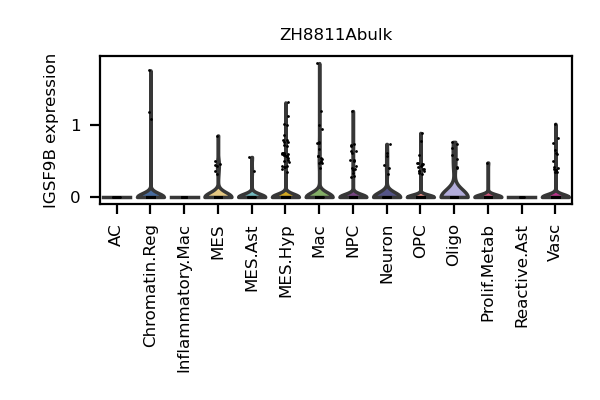 ZH8811Abulk
IGSF9B expression
1
0
AC
Chromatin.Reg
Inflammatory.Mac
MES
MES.Ast
MES.Hyp
Mac
NPC
Neuron
OPC
Oligo
Prolif.Metab
Reactive.Ast
Vasc